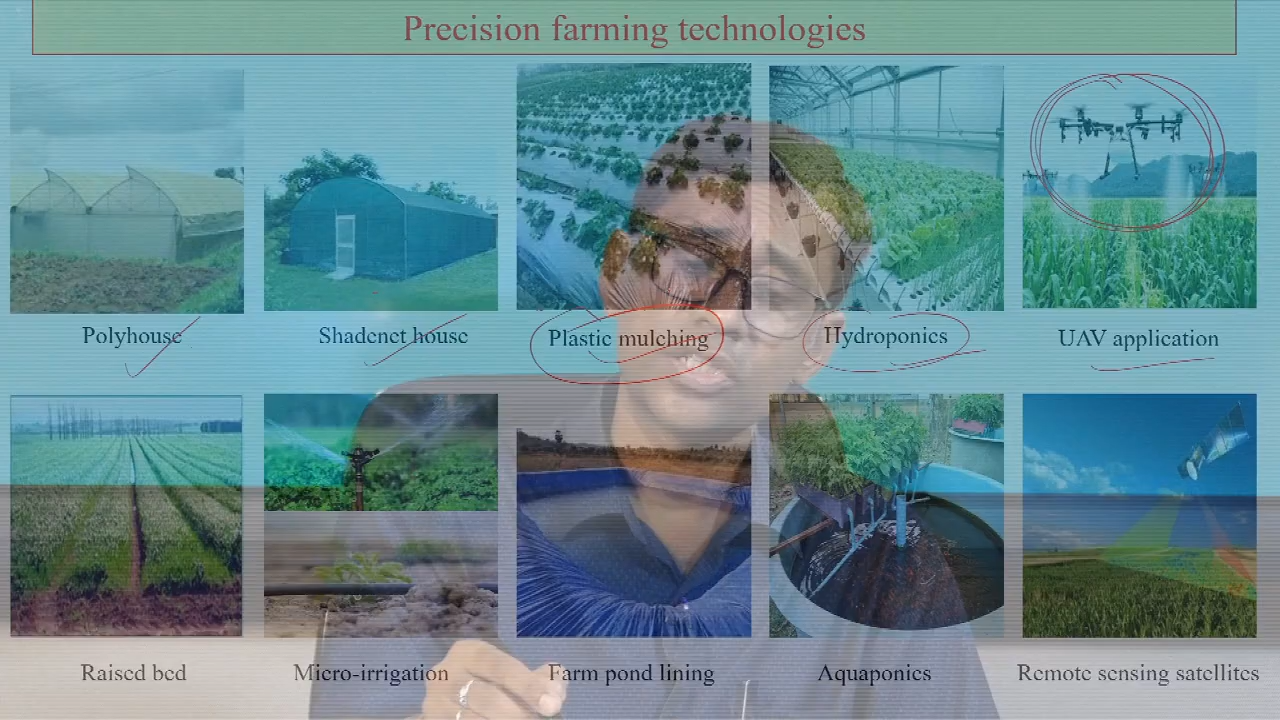 Precision farming technologies
Polyhouse
Shadenet house
Plastic mulching
Hydroponics
UAV application
Raised bed
Micro-irrigation
Farm pond lining
Aquaponics
Remote sensing satellites